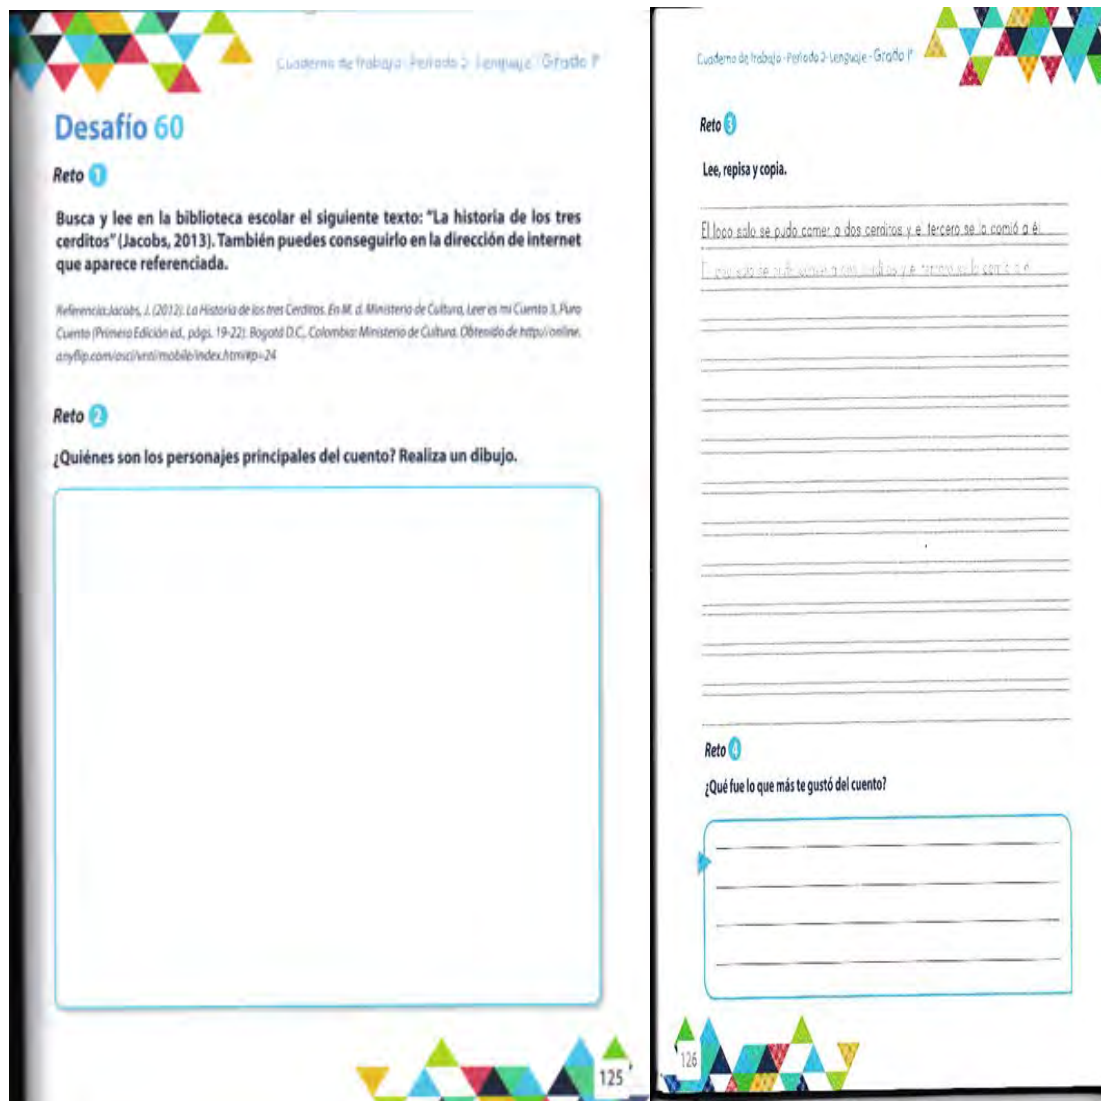 Cuaderno de trabajo - Periodo 2- Lenguaje - Grado 1°
Desafío 60
Reto 1
Busca y lee en la biblioteca escolar el siguiente texto: "La historia de los tres
cerditos" (Jacobs, 2013). También puedes conseguirlo en la dirección de internet
que aparece referenciada.
Referencia: Jacobs, J. (2012). La Historia de los tres Cerditos. En M. d. Ministerio de Cultura, Leer es mi Cuento 3, Puro
Cuento (Primera Edición ed., págs. 19-22). Bogotá D.C., Colombia: Ministerio de Cultura. Obtenido de http://online.
anyflip.com/osci/vrai/mobile/index.html#p=24
Reto 2
¿Quiénes son los personajes principales del cuento? Realiza un dibujo.
125
Cuaderno de trabajo - Periodo 2- Lenguaje - Grado 1°
Reto 3
Lee, repisa y copia.
El lobo solo se pudo comer a dos cerditos y el tercero se lo comió a él.
Reto 4
¿Qué fue lo que más te gustó del cuento?
126